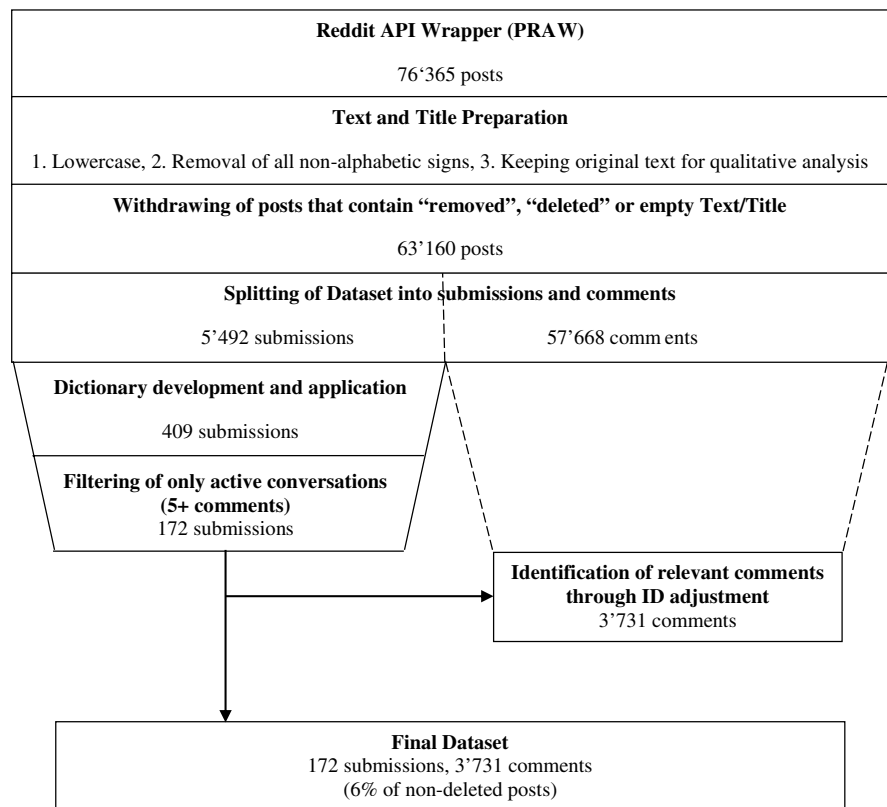 Reddit API Wrapper (PRAW)
76‘365 posts
Text and Title Preparation
1. Lowercase, 2. Removal of all non-alphabetic signs, 3. Keeping original text for qualitative analysis
Withdrawing of posts that contain “removed”, “deleted” or empty Text/Title
63’160 posts
Splitting of Dataset into submissions and comments
5’492 submissions
57’668 comments
Dictionary development and application
409 submissions
Filtering of only active conversations
(5+ comments)
172 submissions
Identification of relevant comments
through ID adjustment
3’731 comments
Final Dataset
172 submissions, 3’731 comments
(6% of non-deleted posts)